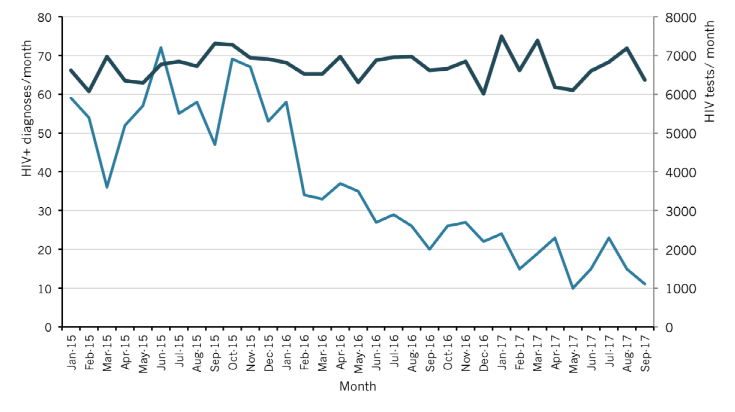 80
70
60
50
40
30
20
10
0
HIV+ diagnoses/month
8000
7000
6000
5000
4000
3000
2000
1000
0
HIV tests/ month
Jan-15
Feb-15
Mar-15
Apr-15
May-15
Jun-15
Jul-15
Aug-15
Sep-15
Oct-15
Nov-15
Dec-15
Jan-16
Feb-16
Mar-16
Apr-16
May-16
Jun-16
Jul-16
Aug-16
Sep-16
Oct-16
Nov-16
Dec-16
Jan-17
Feb-17
Mar-17
Apr-17
May-17
Jun-17
Jul-17
Aug-17
Sep-17
Month